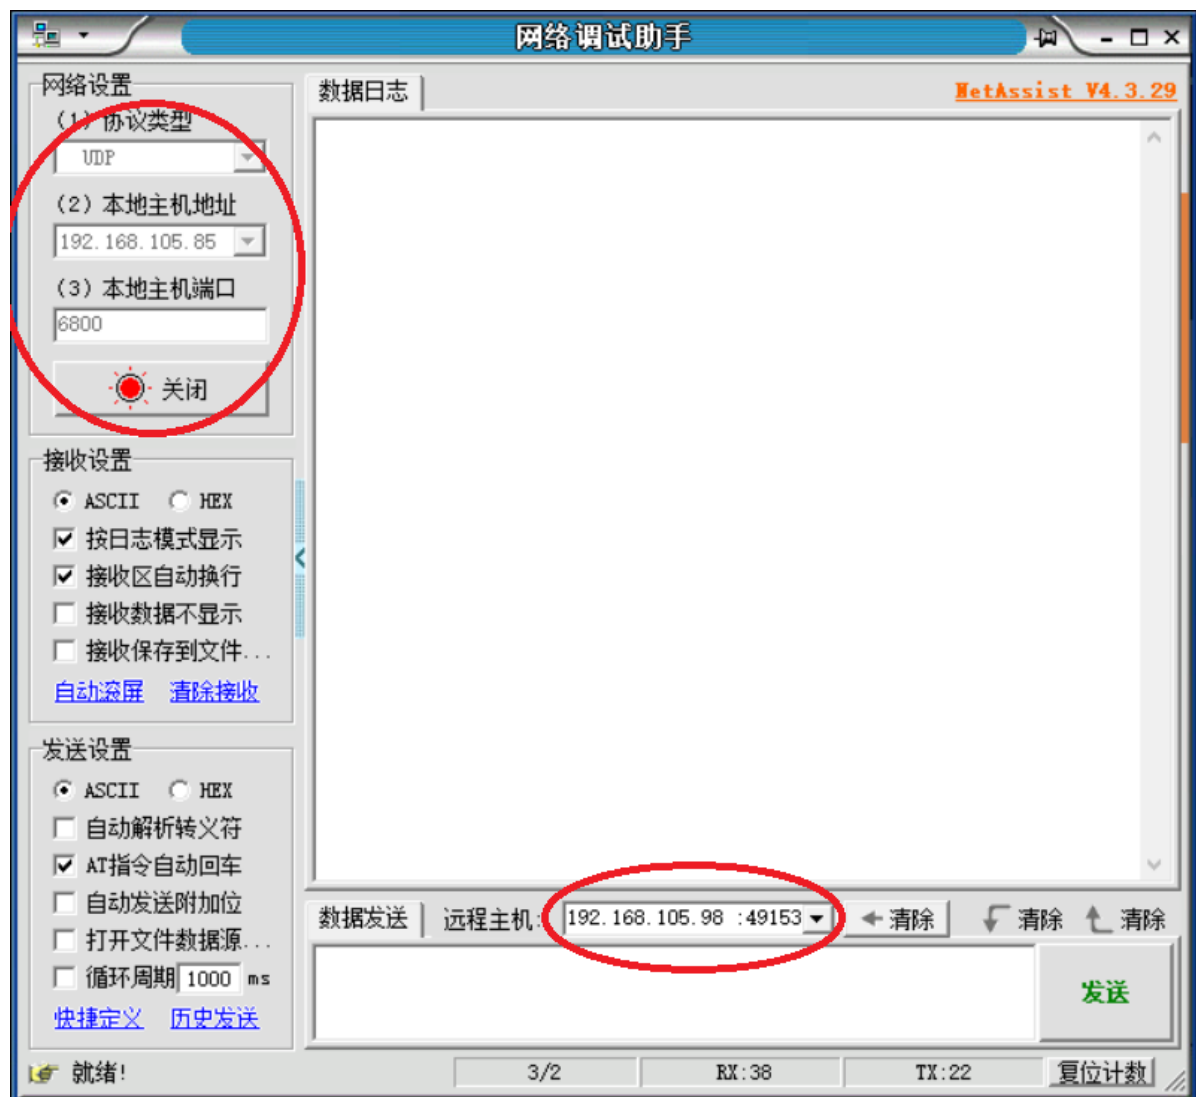 网络调试助手
网络设置
(1) 协议类型
UDP
(2) 本地主机地址
192.168.105.85
(3) 本地主机端口
6800
关闭
接收设置
ASCII HEX
按日志模式显示
接收区自动换行
接收数据不显示
接收保存到文件...
自动滚屏 清除接收
发送设置
ASCII HEX
自动解析转义符
AT指令自动回车
自动发送附加位
打开文件数据源...
循环周期 1000 ms
快捷定义 历史发送
数据日志 NetAssist V4.3.29
数据发送 远程主机: 192.168.105.98 :49153 清除 清除 清除
发送
就绪! 3/2 RX:38 TX:22 复位计数